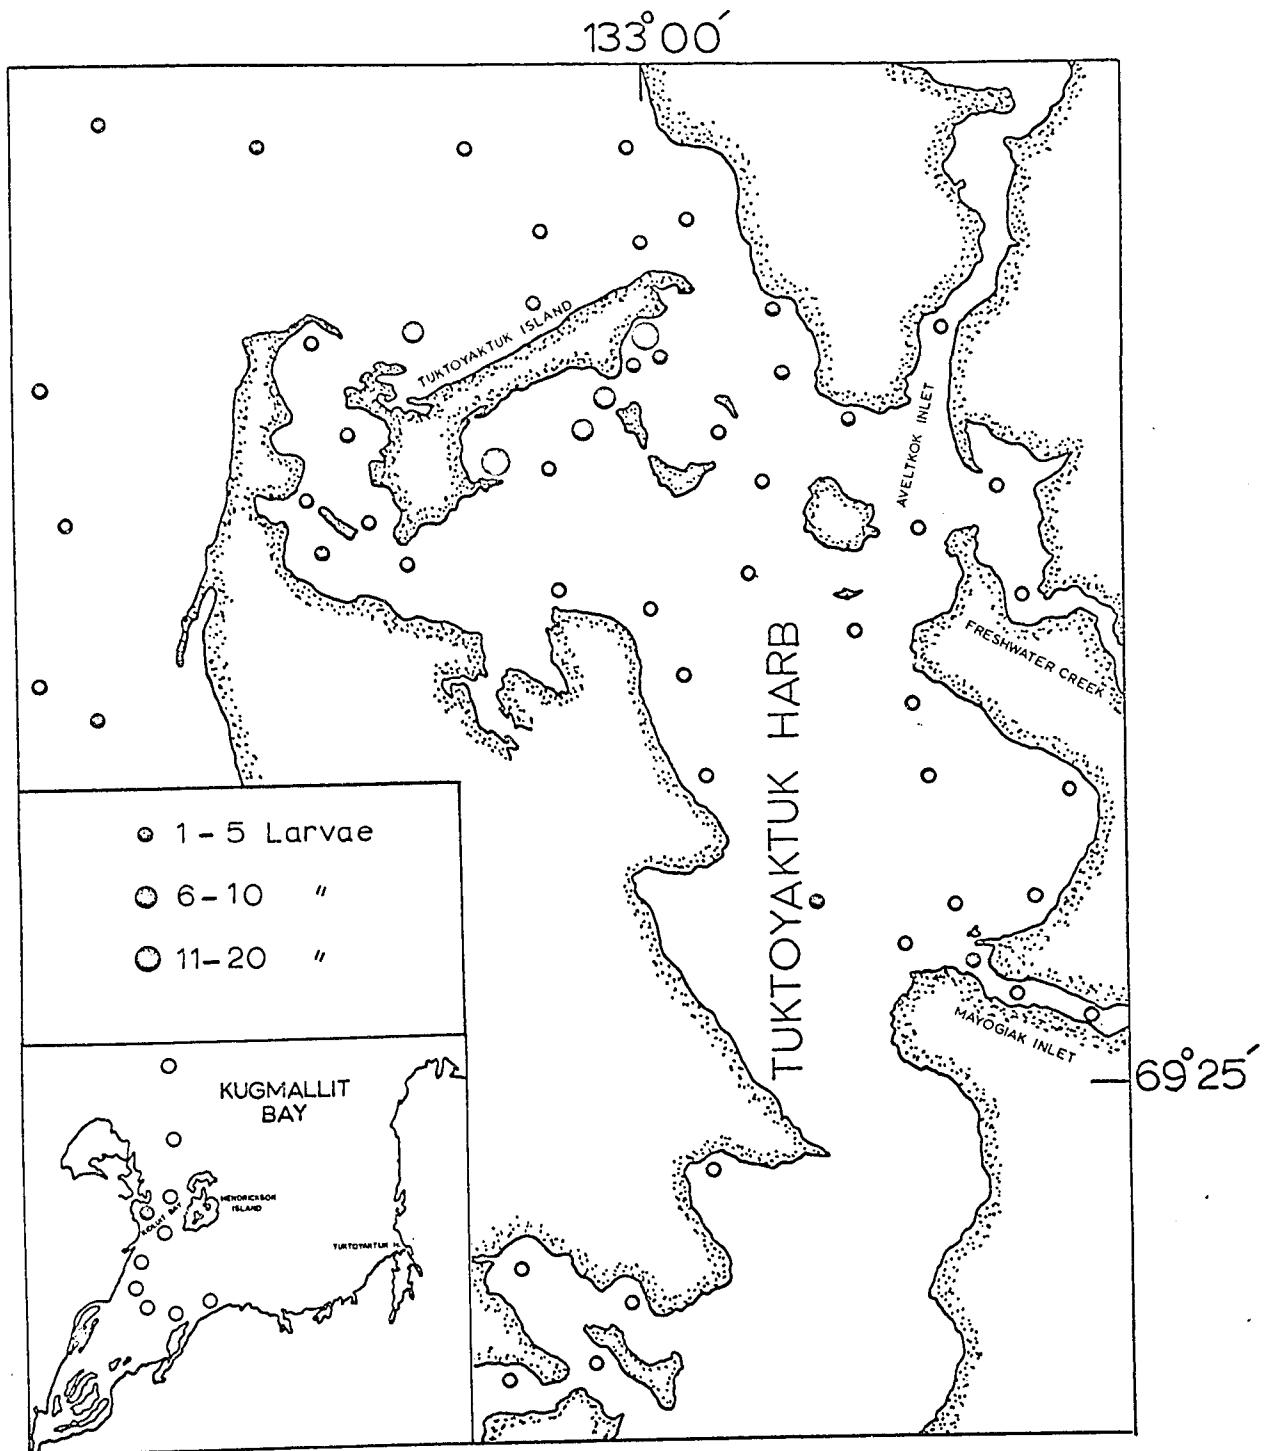 133°00′
TUKTOYAKTUK ISLAND
AVELTKOK INLET
FRESHWATER CREEK
TUKTOYAKTUK HARB
1-5 Larvae
6-10 "
11-20 "
MAYOGIAK INLET
69°25′
KUGMALLIT
BAY
HENDRICKSON
ISLAND
BAY
TUKTOYAKTUK H.